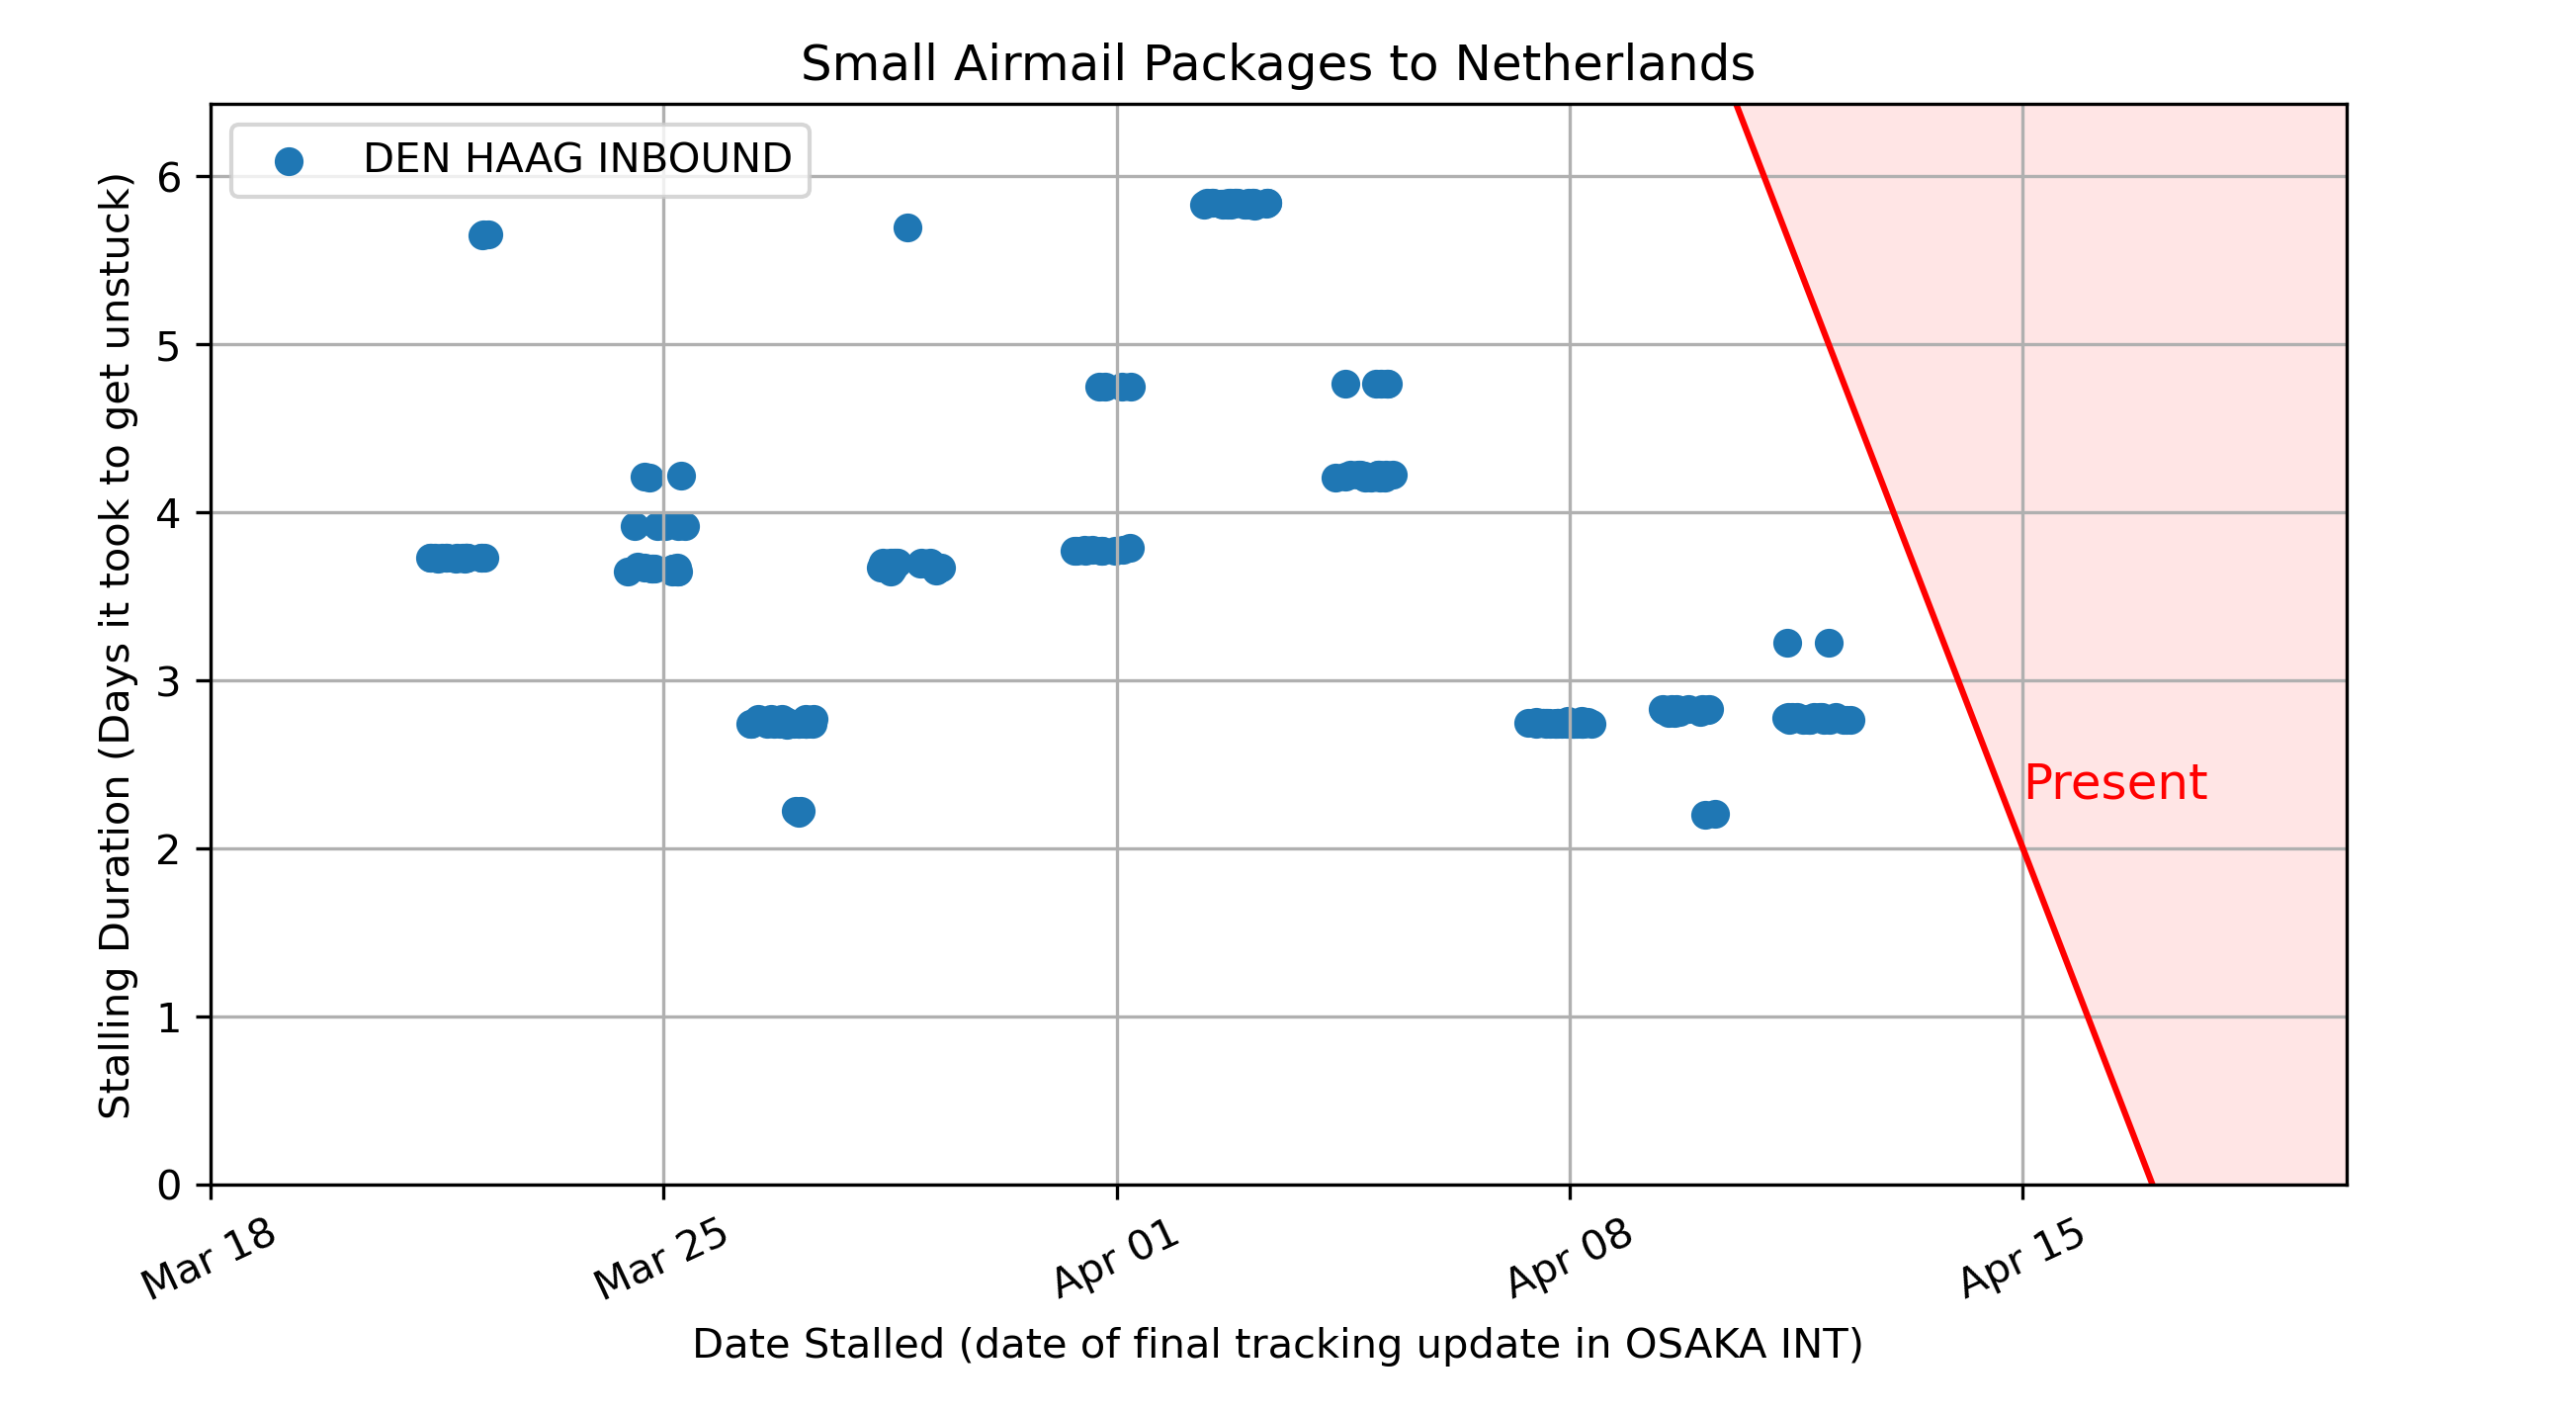 Small Airmail Packages to Netherlands
DEN HAAG INBOUND
Stalling Duration (Days it took to get unstuck)
6
5
4
3
2
1
0
Present
Mar 18
Mar 25
Apr 01
Apr 08
Apr 15
Date Stalled (date of final tracking update in OSAKA INT)